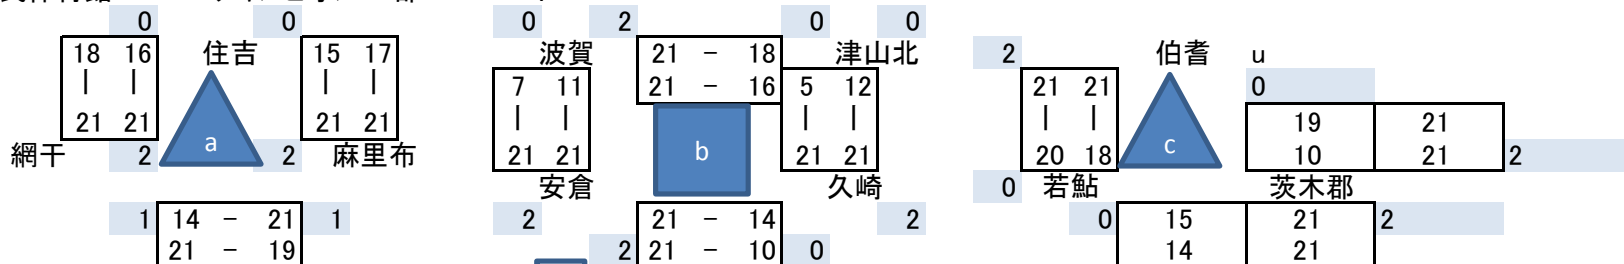 0 0 0 2 0 0
18 16 住吉 15 17 波賀 21 - 18 津山北 2 伯耆 u
| | | | 7 11 21 - 16 5 12 21 21 0
21 21 a 21 21 | | b | | | | c 19 21
網干 2 2 麻里布 21 21 21 21 20 18 10 21 2
安倉 久崎 0 若鮎 茨木郡
1 14 - 21 1 2 21 - 14 2 0 15 21 2
21 - 19 2 21 - 10 0 14 21